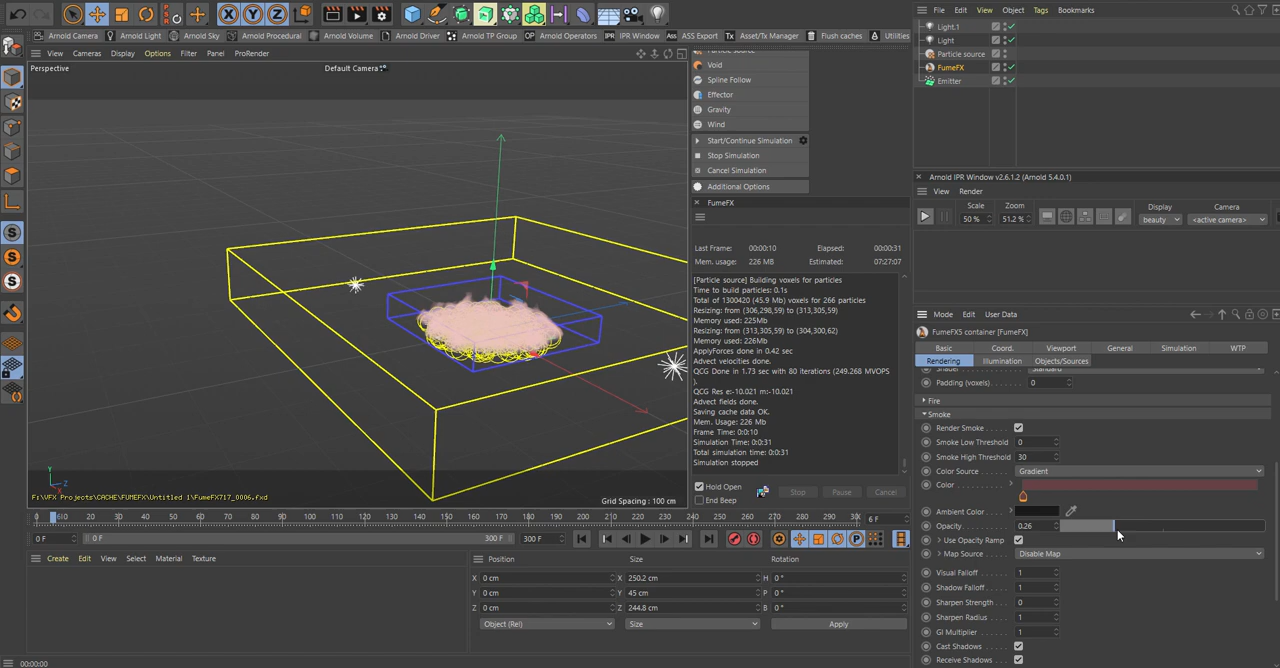 File Edit View Object Tags Bookmarks
Light.1
Light
Particle source
FumeFX
Emitter
X Y Z
Arnold Camera Arnold Light Arnold Sky Arnold Procedural Arnold Volume Arnold Driver Arnold TP Group OP Arnold Operators IPR IPR Window Ass ASS Export Tx Asset/Tx Manager Flush caches Utilities
View Cameras Display Options Filter Panel ProRender
Perspective
Default Camera
Void
Spline Follow
Effector
Gravity
Wind
Start/Continue Simulation
Stop Simulation
Cancel Simulation
Additional Options
FumeFX
Last Frame: 00:00:10 Elapsed: 00:00:31
Mem. usage: 226 MB Estimated: 07:27:07
[Particle source] Building voxels for particles
Time to build particles: 0.1s
Total of 1300420 (45.9 Mb) voxels for 266 particles
Resizing: from (306,298,59) to (313,305,59)
Memory used: 225Mb
Resizing: from (313,305,59) to (304,300,62)
Memory used: 226Mb
ApplyForces done in 0.42 sec
Advect velocities done.
QCG Done in 1.73 sec with 80 iterations (249.268 MVOPS
).
QCG Res e:-10.021 m:-10.021
Advect fields done.
Saving cache data OK.
Mem. Usage: 226 Mb
Frame Time: 0:0:10
Simulation Time: 0:0:31
Total simulation time: 0:0:31
Simulation stopped
Hold Open
End Beep
Stop Pause Cancel
Arnold IPR Window v2.6.1.2 (Arnold 5.4.0.1)
View Render
Scale Zoom Display Camera
50 % 51.2 % beauty <active camera>
Mode Edit User Data
FumeFX5 container [FumeFX]
Basic Coord. Viewport General Simulation WTP
Rendering Illumination Objects/Sources
Padding (voxels) 0
Fire
Smoke
Render Smoke
Smoke Low Threshold 0
Smoke High Threshold 30
Color Source Gradient
Color
Ambient Color
Opacity 0.26
Use Opacity Ramp
Map Source Disable Map
Visual Falloff 1
Shadow Falloff 1
Sharpen Strength 0
Sharpen Radius 1
GI Multiplier 1
Cast Shadows
Receive Shadows
F:\VFX Projects\CACHE\FUMEFX\Untitled 1\FumeFX717_0006.fxd
Grid Spacing : 100 cm
0 610 20 30 40 50 60 70 80 90 100 110 120 130 140 150 160 170 180 190 200 210 220 230 240 250 260 270 280 290 6 F
0 F 0 F 300 F 300 F
Create Edit View Select Material Texture
Position Size Rotation
X 0 cm X 250.2 cm H 0 °
Y 0 cm Y 45 cm P 0 °
Z 0 cm Z 244.8 cm B 0 °
Object (Rel) Size Apply
00:00:00